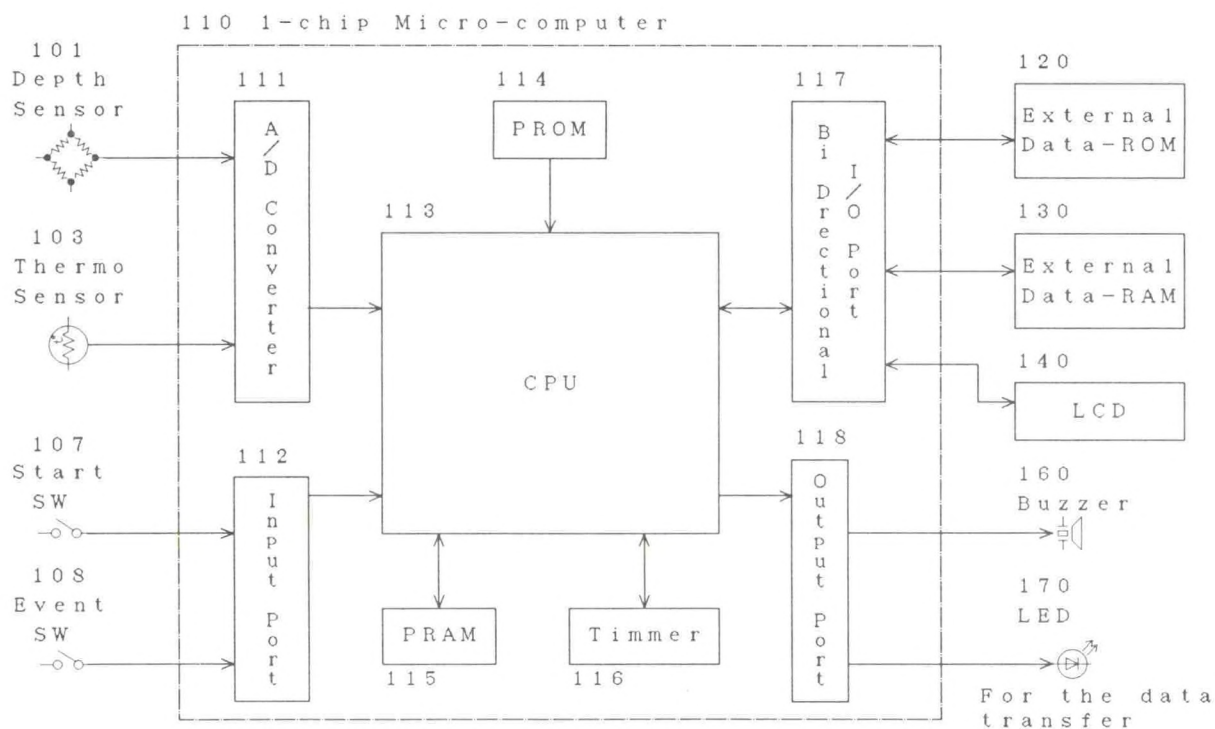 110 1-chip Micro-computer
101
Depth
Sensor
111
A/D Converter
114
PROM
117
Bi Drectional
I/O Port
120
External
Data-ROM
103
Thermo
Sensor
113
CPU
130
External
Data-RAM
140
LCD
107
Start
SW
112
Input Port
118
Output Port
160
Buzzer
108
Event
SW
PRAM
115
Timmer
116
170
LED
For the data
transfer